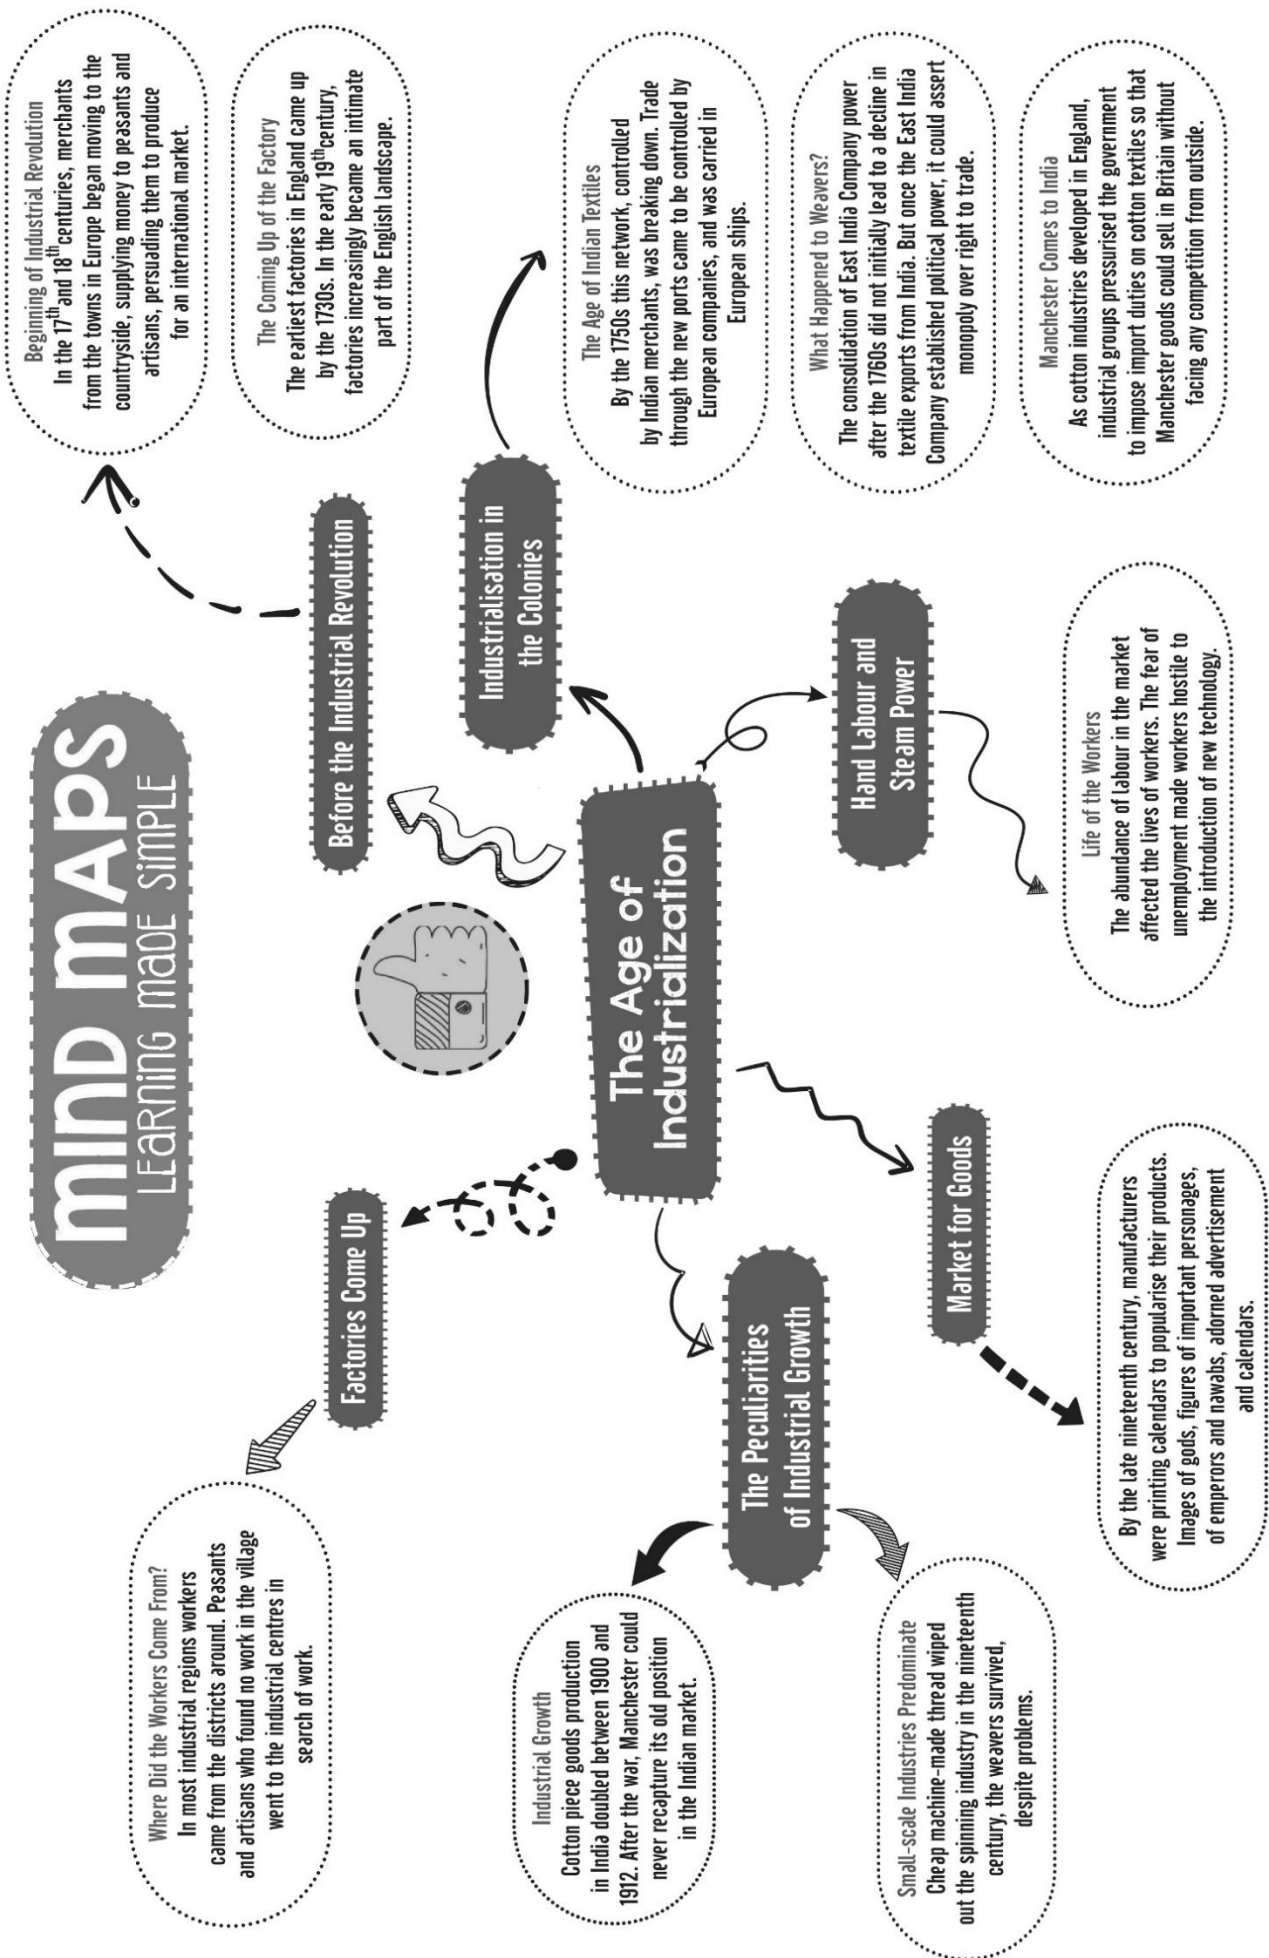 MIND MAPS
LEARNING MADE SIMPLE
The Age of
Industrialization
Before the Industrial Revolution
Beginning of Industrial Revolution
In the 17th and 18th centuries, merchants
from the towns in Europe began moving to the
countryside, supplying money to peasants and
artisans, persuading them to produce
for an international market.
The Coming Up of the Factory
The earliest factories in England came up
by the 1730s. In the early 19th century,
factories increasingly became an intimate
part of the English landscape.
Industrialisation in
the Colonies
The Age of Indian Textiles
By the 1750s this network, controlled
by Indian merchants, was breaking down. Trade
through the new ports came to be controlled by
European companies, and was carried in
European ships.
What Happened to Weavers?
The consolidation of East India Company power
after the 1760s did not initially lead to a decline in
textile exports from India. But once the East India
Company established political power, it could assert
monopoly over right to trade.
Manchester Comes to India
As cotton industries developed in England,
industrial groups pressurised the government
to impose import duties on cotton textiles so that
Manchester goods could sell in Britain without
facing any competition from outside.
Hand Labour and
Steam Power
Life of the Workers
The abundance of labour in the market
affected the lives of workers. The fear of
unemployment made workers hostile to
the introduction of new technology.
Market for Goods
By the late nineteenth century, manufacturers
were printing calendars to popularise their products.
Images of gods, figures of important personages,
of emperors and nawabs, adorned advertisement
and calendars.
The Peculiarities
of Industrial Growth
Industrial Growth
Cotton piece goods production
in India doubled between 1900 and
1912. After the war, Manchester could
never recapture its old position
in the Indian market.
Small-scale Industries Predominate
Cheap machine-made thread wiped
out the spinning industry in the nineteenth
century, the weavers survived,
despite problems.
Factories Come Up
Where Did the Workers Come From?
In most industrial regions workers
came from the districts around. Peasants
and artisans who found no work in the village
went to the industrial centres in
search of work.